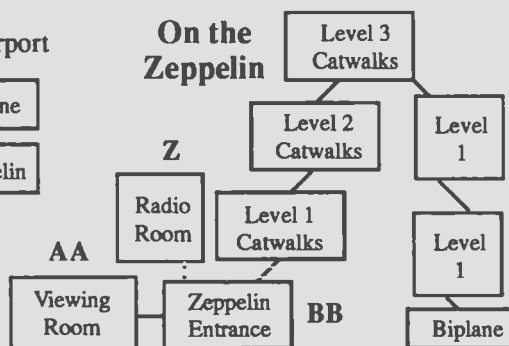 On the
Zeppelin
Level 3
Catwalks
Level 2
Catwalks
Level
1
Z
Radio
Room
Level 1
Catwalks
AA
Level
1
Viewing
Room
Zeppelin
Entrance
BB
Biplane